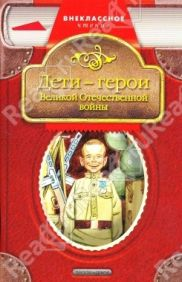 ВНЕКЛАССНОЕ
ЧТЕНИЕ
Дети – герои
Великой Отечественной
войны